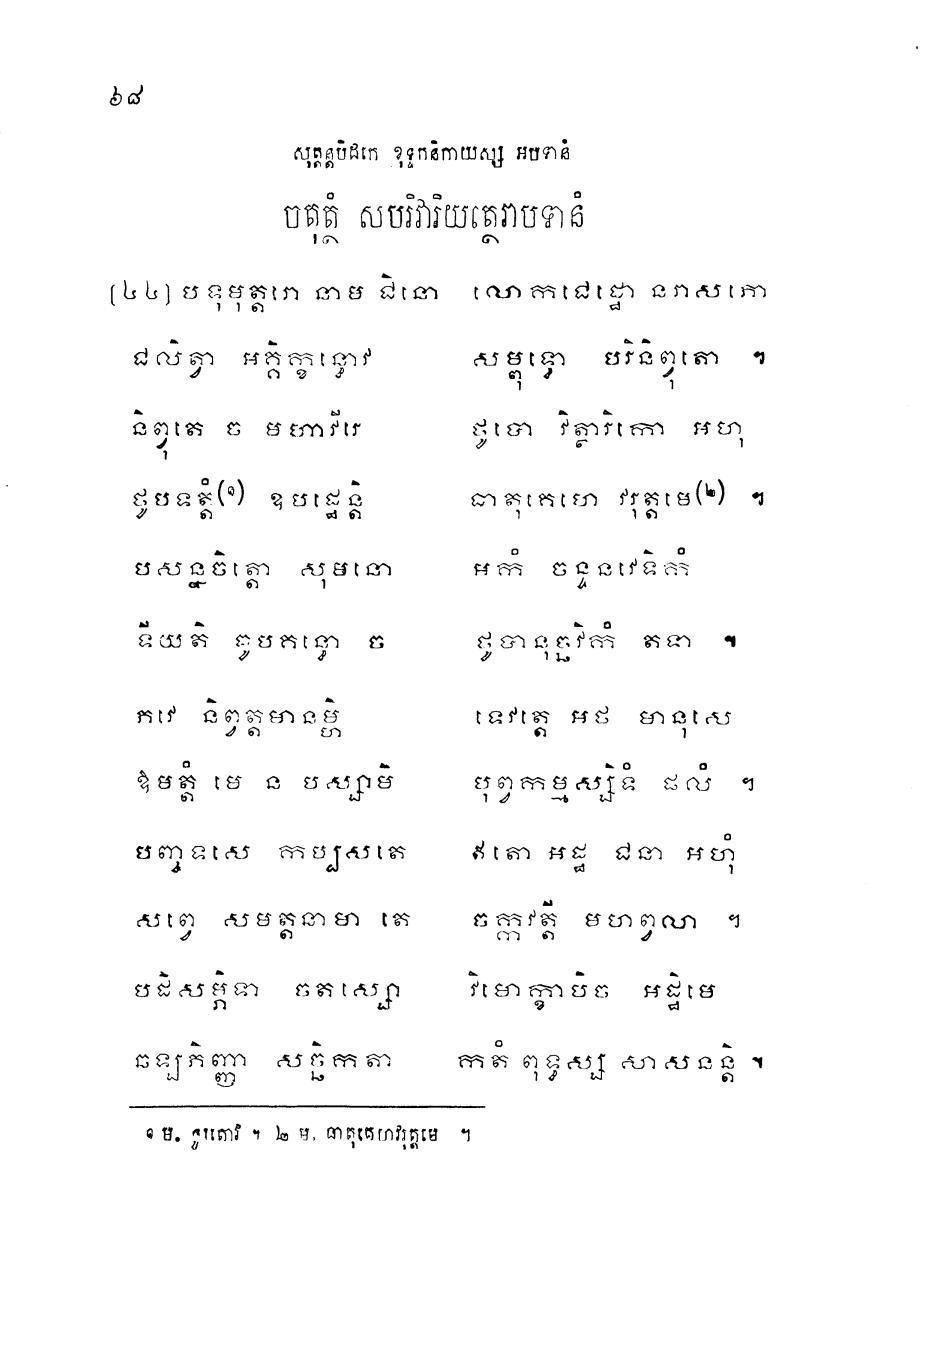 ៦៨
សុត្តន្តបិដកេ ខុទ្ទកនិកាយស្ស អបទានំ
ចតុត្ថំ សបរិវារិយត្ថេរាបទានំ
[៤៤] បទុមុត្តរោ នាម ជិនោ លោកជេដ្ឋោ នរាសភោ
ជលិត្វា អគ្គិក្ខន្ធោវ សម្ពុទ្ធោ បរិនិព្វុតោ ។
និព្វុតេ ច មហាវីរេ ថូបោ វិត្ថារិកោ អហុ
ថូបទត្តំ(១) ឧបដ្ឋេន្តិ ធាតុគេហេ វរុត្តមេ(២) ។
បសន្នចិត្តោ សុមនោ អកំ ចន្ទនវេទិកំ
ទីយតិ ធូបគន្ធោ ច ថូបានុច្ឆវិកំ តទា ។
ភវេ និព្វត្តមានម្ហិ ទេវត្តេ អថ មានុសេ
ឱមត្តំ មេ ន បស្សាមិ បុព្វកម្មស្សិទំ ផលំ ។
បញ្ចទសេ កប្បសតេ ឥតោ អដ្ឋ ជនា អហុំ
សព្វេ សមត្តនាមា តេ ចក្កវត្តី មហព្វលា ។
បដិសម្ភិទា ចតស្សោ វិមោក្ខាបិច អដ្ឋិមេ
ឆឡភិញ្ញា សច្ឆិកតា កតំ ពុទ្ធស្ស សាសនន្តិ ។
១ ម. ២ ម. ធាតុគេហវរុត្តមេ ។